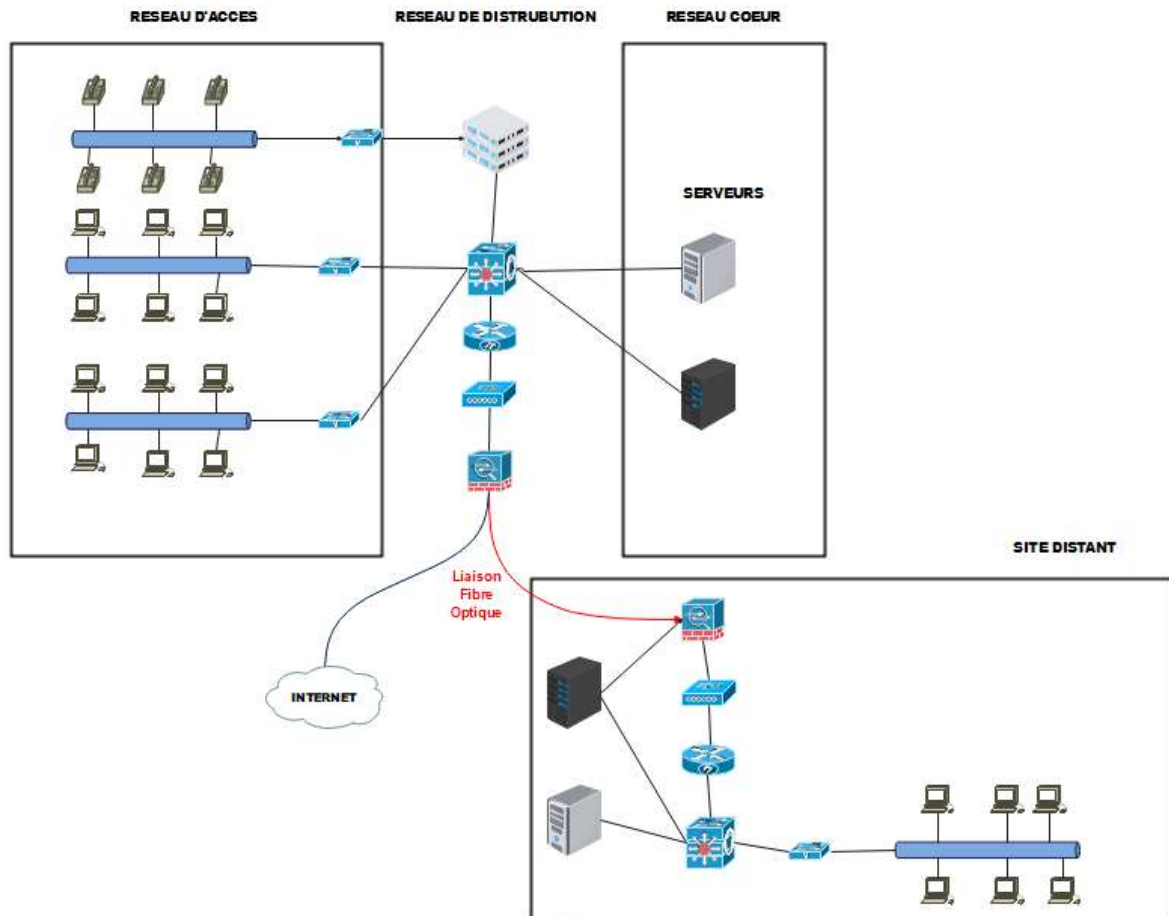 RESEAU D'ACCES
RESEAU DE DISTRUBUTION
RESEAU COEUR
SERVEURS
SITE DISTANT
Liaison
Fibre
Optique
INTERNET